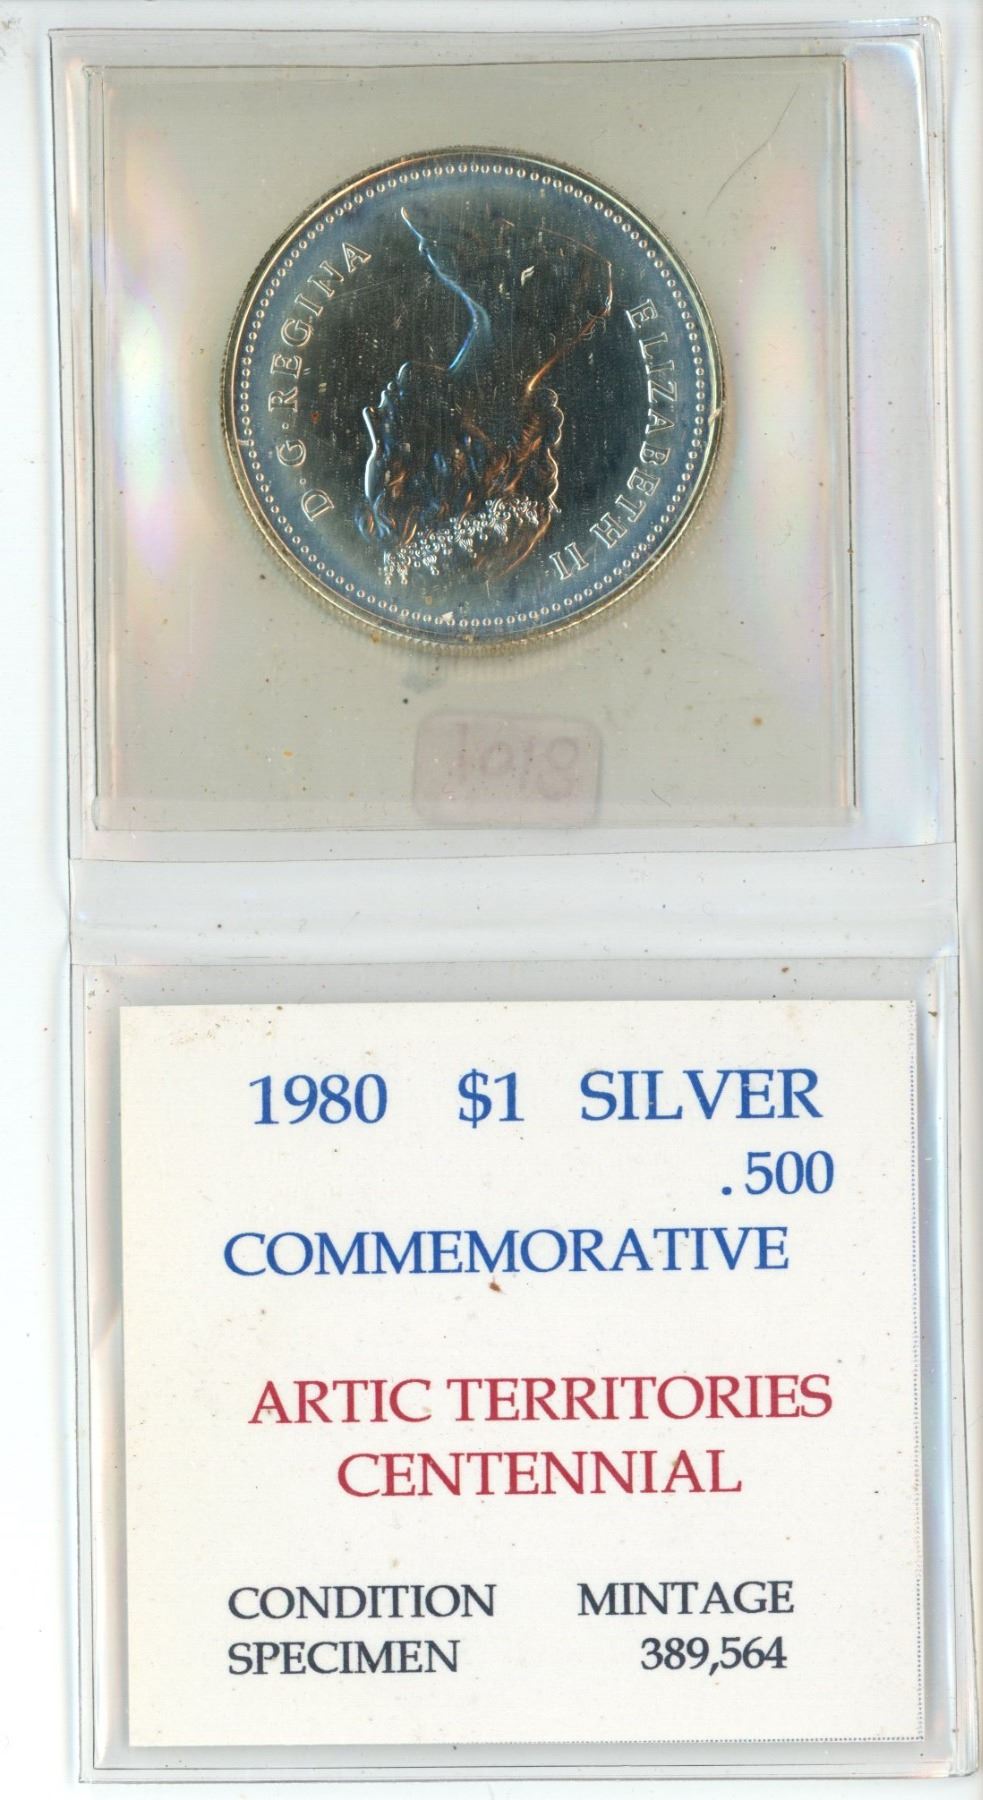 ELIZABETH II D·G·REGINA
1980 $1 SILVER
.500
COMMEMORATIVE
ARTIC TERRITORIES
CENTENNIAL
CONDITION MINTAGE
SPECIMEN 389,564